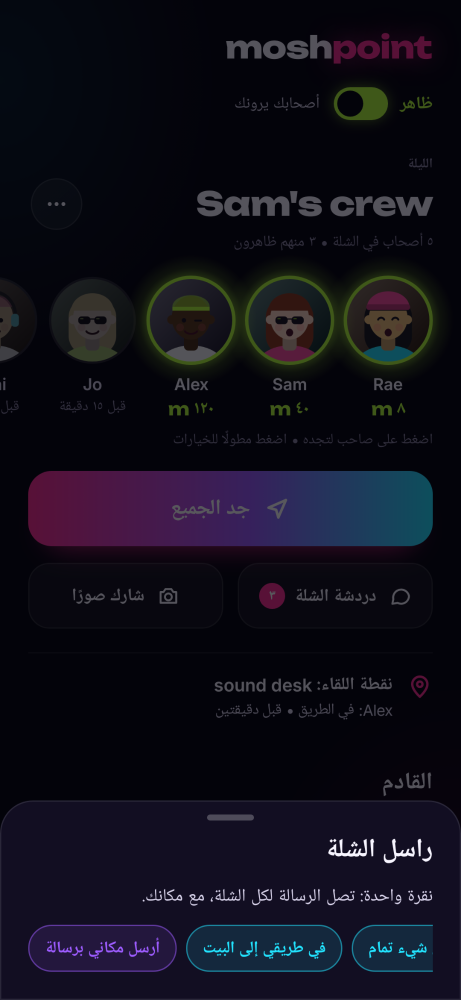 moshpoint
ظاهر
أصحابك يرونك
الليلة
Sam's crew
٥ أصحاب في الشلة • ٣ منهم ظاهرون
Rae
Sam
Alex
Jo
٨ m
٤٠ m
١٢٠ m
قبل ١٥ دقيقة
قبل
اضغط على صاحب لتجده • اضغط مطولًا للخيارات
جد الجميع
دردشة الشلة
٣
شارك صورًا
نقطة اللقاء: sound desk
Alex: في الطريق • قبل دقيقتين
القادم
راسل الشلة
نقرة واحدة: تصل الرسالة لكل الشلة، مع مكانك.
شيء تمام
في طريقي إلى البيت
أرسل مكاني برسالة